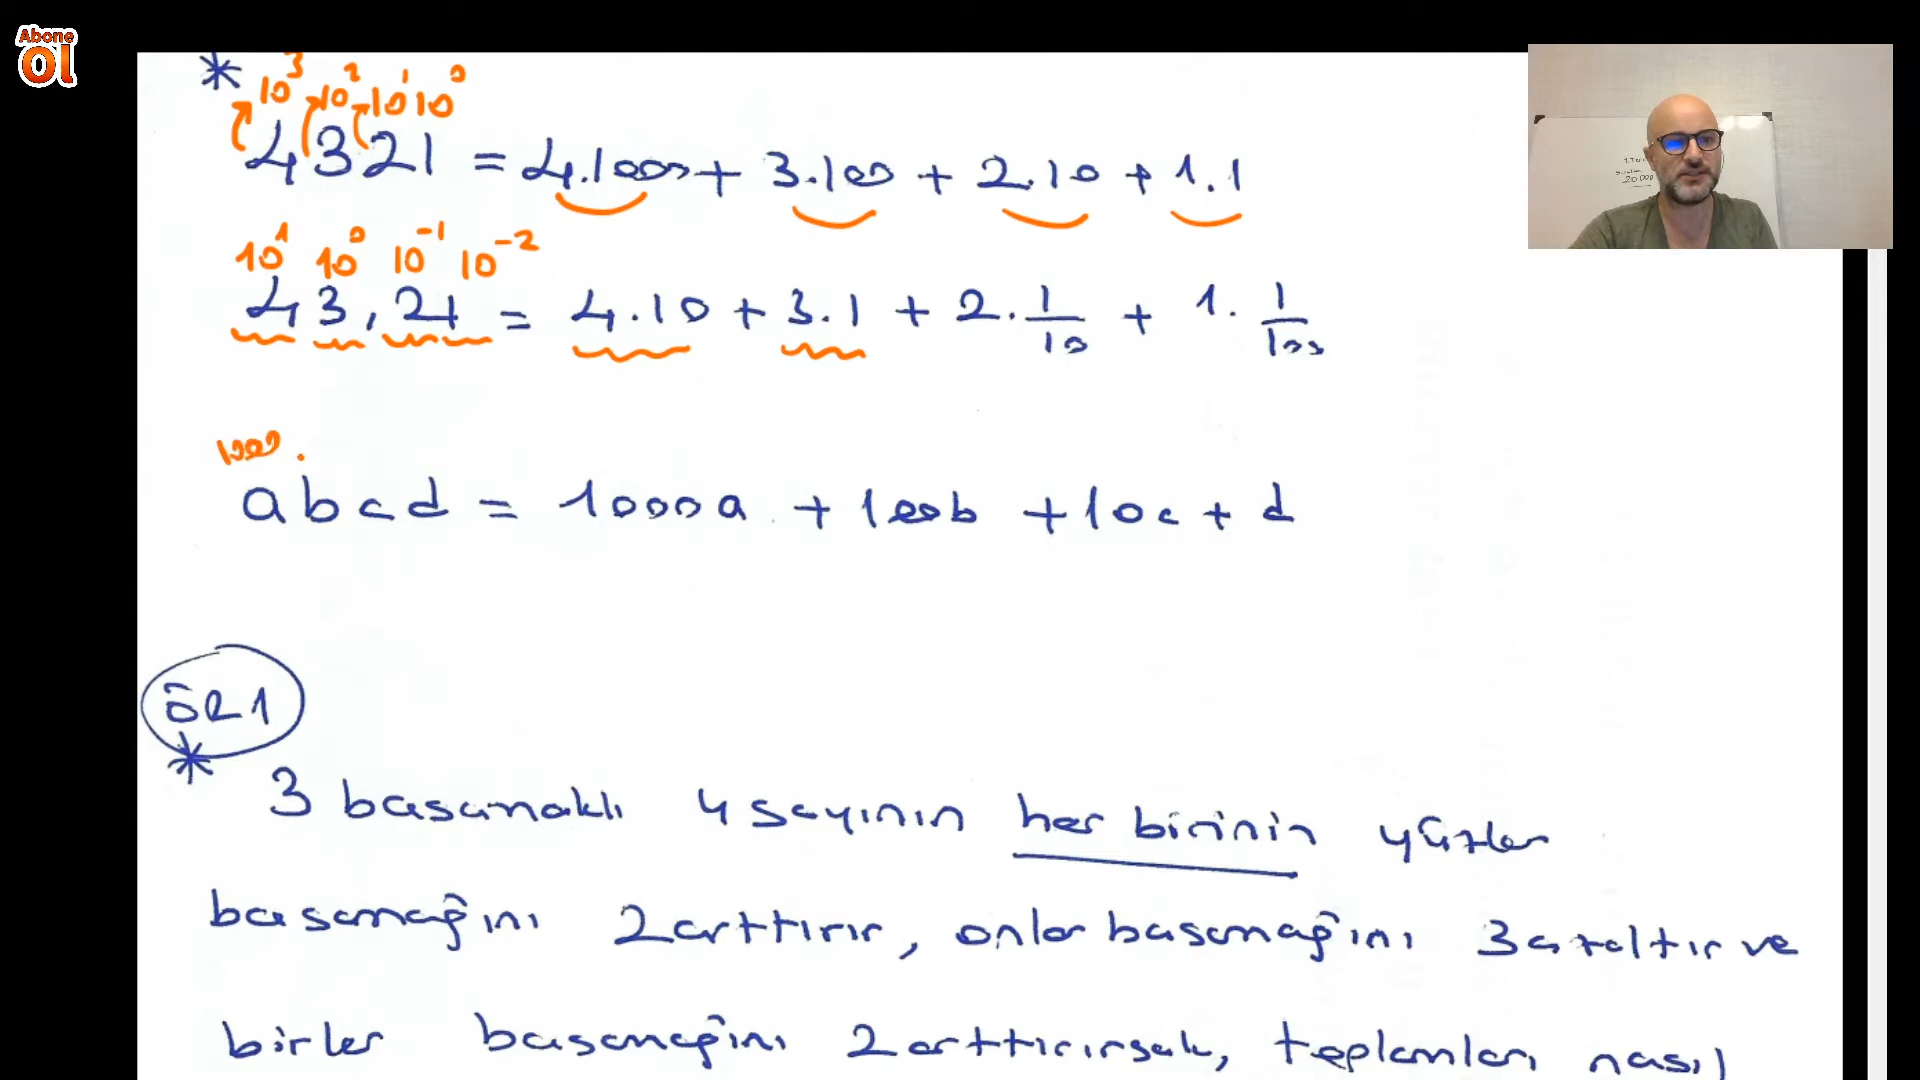 Abone
Ol
* 10³ 10² 10¹ 10⁰
4321 = 4.1000 + 3.100 + 2.10 + 1.1
10¹ 10⁰ 10⁻¹ 10⁻²
43,21 = 4.10 + 3.1 + 2.1/10 + 1.1/100
1000 .
abcd = 1000a + 100b + 10c + d
ÖR1
*
3 basamaklı 4 sayının her birinin yüzler
basamağını 2 arttırır, onlar basamağını 3 azaltır ve
birler basamağını 2 arttırırsak, toplamları nasıl